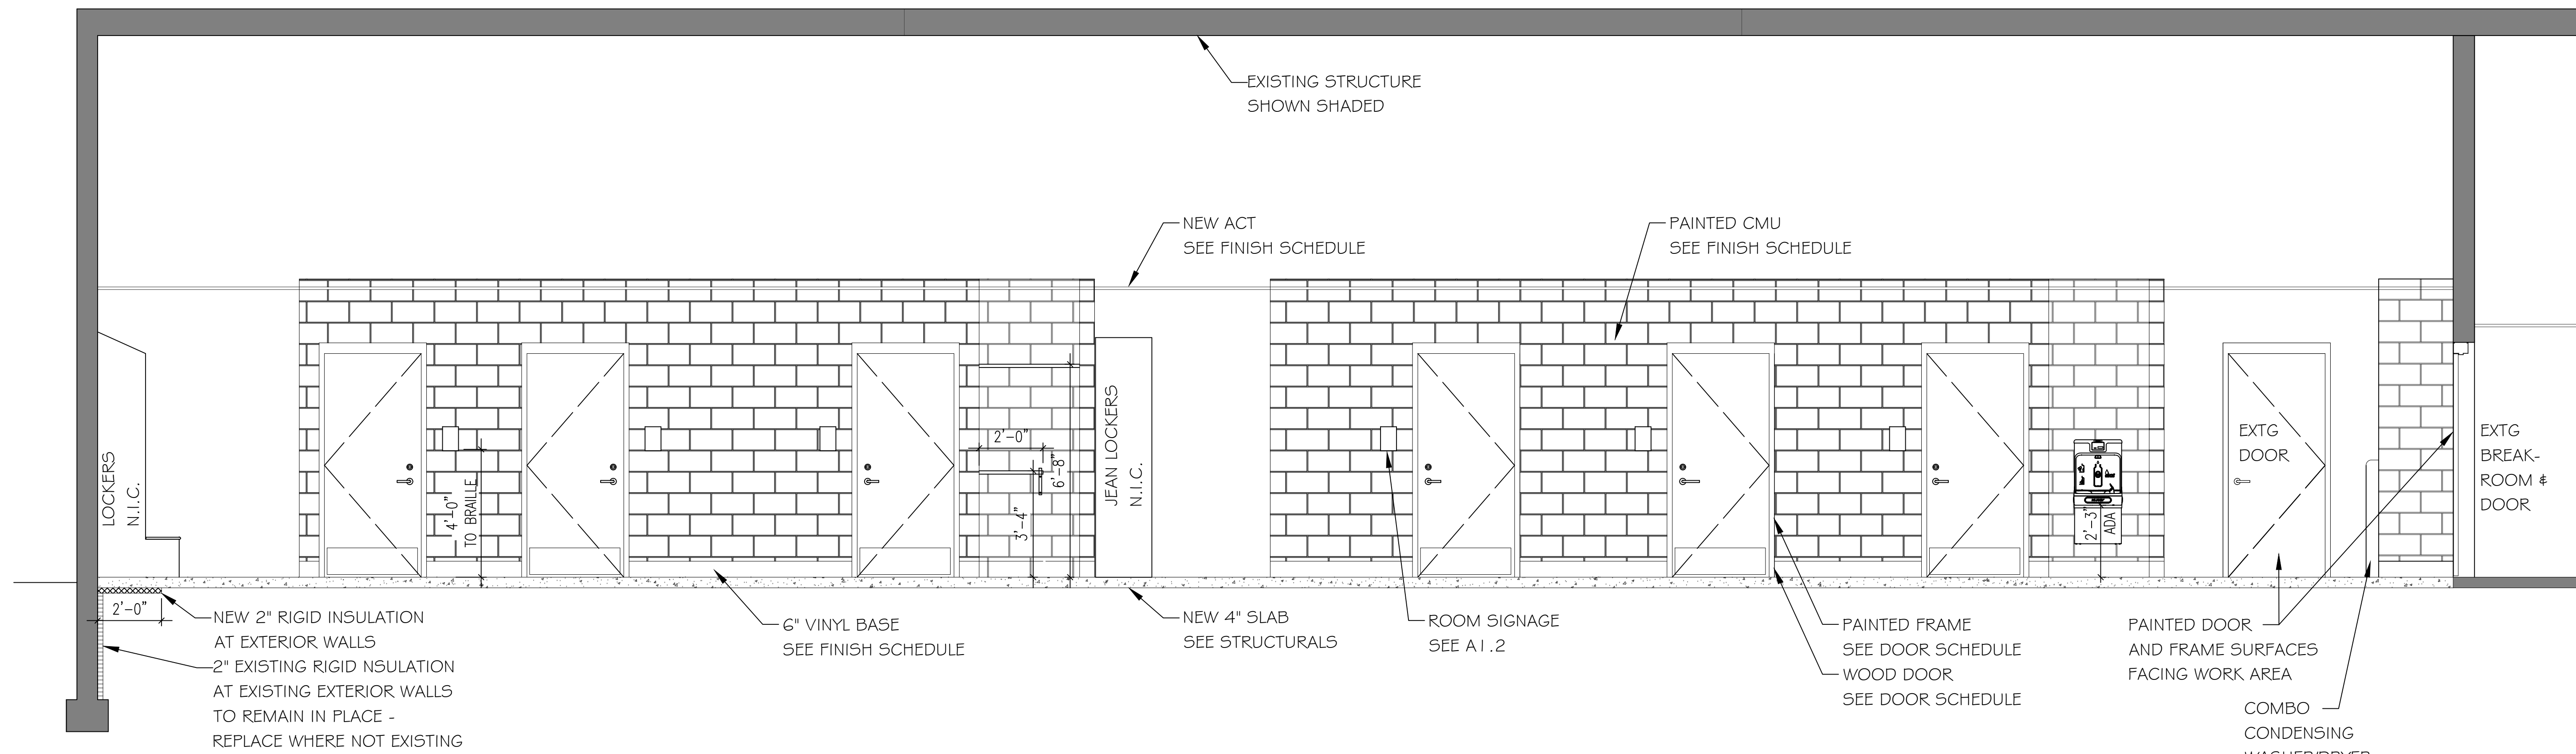 EXISTING STRUCTURE
SHOWN SHADED
NEW ACT
SEE FINISH SCHEDULE
PAINTED CMU
SEE FINISH SCHEDULE
LOCKERS
N.I.C.
4'-0"
TO BRAILLE
2'-0"
6'-8"
3'-4"
JEAN LOCKERS
N.I.C.
2'-3"
ADA
EXTG
DOOR
EXTG
BREAK-
ROOM &
DOOR
2'-0"
NEW 2" RIGID INSULATION
AT EXTERIOR WALLS
2" EXISTING RIGID NSULATION
AT EXISTING EXTERIOR WALLS
TO REMAIN IN PLACE -
REPLACE WHERE NOT EXISTING
6" VINYL BASE
SEE FINISH SCHEDULE
NEW 4" SLAB
SEE STRUCTURALS
ROOM SIGNAGE
SEE A1.2
PAINTED FRAME
SEE DOOR SCHEDULE
WOOD DOOR
SEE DOOR SCHEDULE
PAINTED DOOR
AND FRAME SURFACES
FACING WORK AREA
COMBO
CONDENSING
WASHER/DRYER